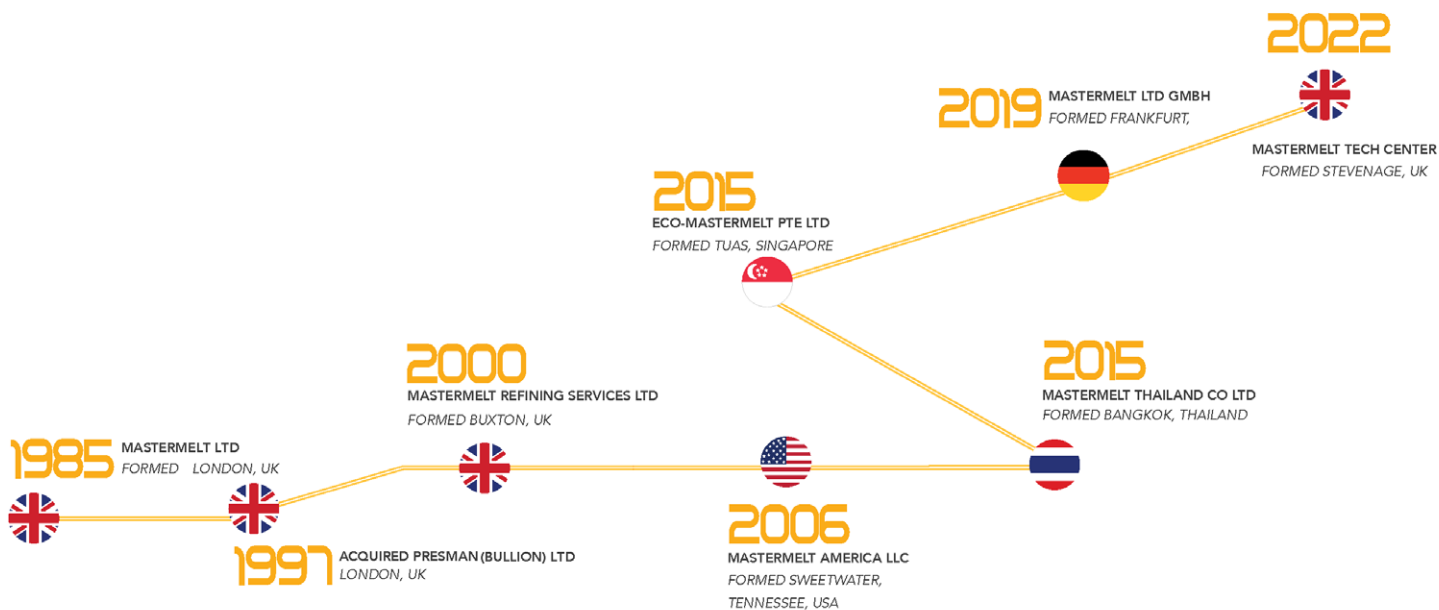 1985
MASTERMELT LTD
FORMED LONDON, UK
1997
ACQUIRED PRESMAN (BULLION) LTD
LONDON, UK
2000
MASTERMELT REFINING SERVICES LTD
FORMED BUXTON, UK
2006
MASTERMELT AMERICA LLC
FORMED SWEETWATER,
TENNESSEE, USA
2015
MASTERMELT THAILAND CO LTD
FORMED BANGKOK, THAILAND
2015
ECO-MASTERMELT PTE LTD
FORMED TUAS, SINGAPORE
2019
MASTERMELT LTD GMBH
FORMED FRANKFURT,
2022
MASTERMELT TECH CENTER
FORMED STEVENAGE, UK